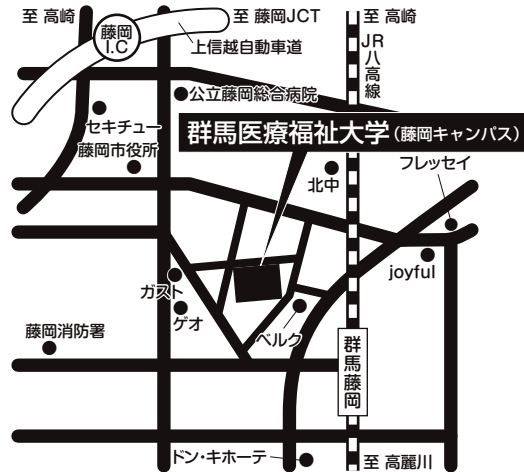 至 高崎
至 藤岡JCT
至 高崎
藤岡
I.C
上信越自動車道
JR八高線
公立藤岡総合病院
セキチュー
藤岡市役所
群馬医療福祉大学(藤岡キャンパス)
フレッセイ
北中
joyful
ガスト
ゲオ
ベルク
藤岡消防署
群馬藤岡
ドン・キホーテ
至 高麗川